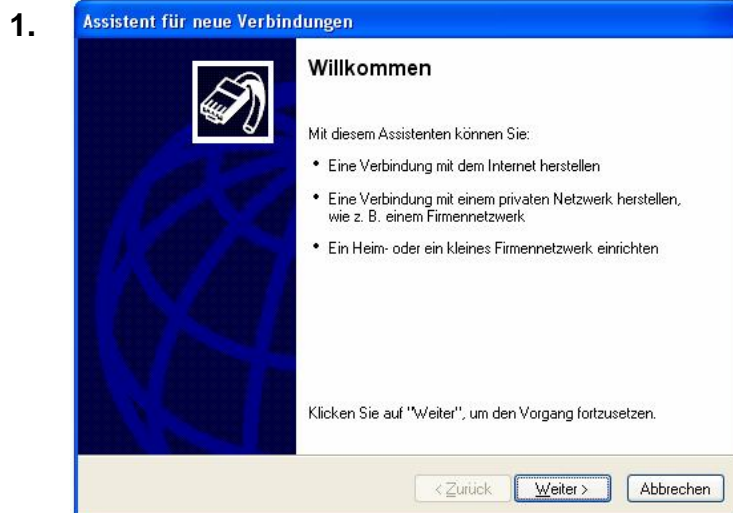 1.
Assistent für neue Verbindungen
Willkommen
Mit diesem Assistenten können Sie:
• Eine Verbindung mit dem Internet herstellen
• Eine Verbindung mit einem privaten Netzwerk herstellen,
wie z. B. einem Firmennetzwerk
• Ein Heim- oder ein kleines Firmennetzwerk einrichten
Klicken Sie auf "Weiter", um den Vorgang fortzusetzen.
< Zurück Weiter > Abbrechen